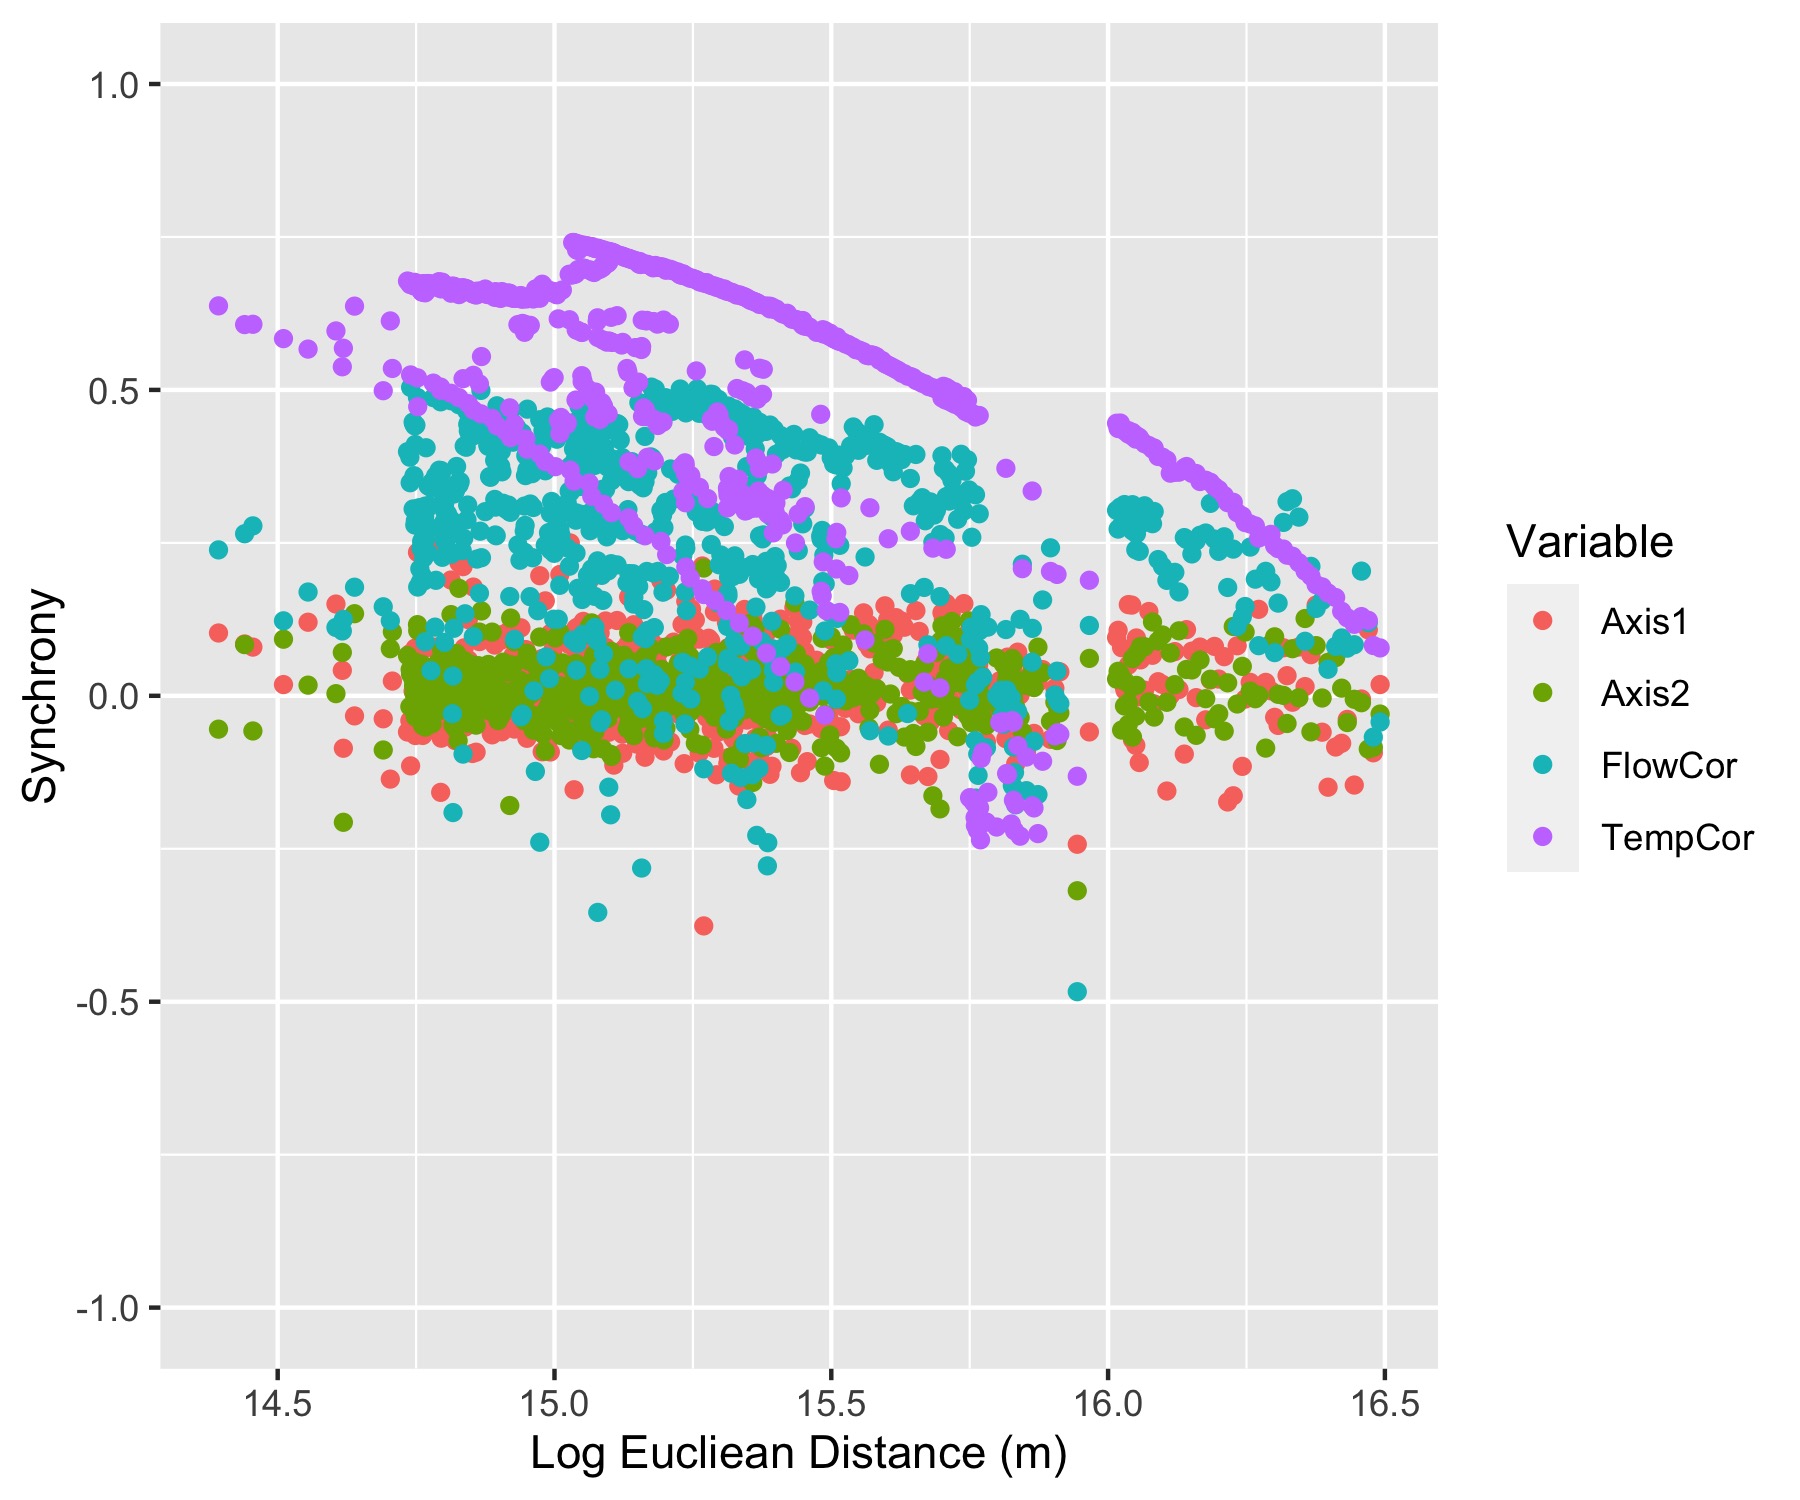 1.0
0.5
0.0
-0.5
-1.0
Synchrony
14.5 15.0 15.5 16.0 16.5
Log Eucliean Distance (m)
Variable
Axis1
Axis2
FlowCor
TempCor